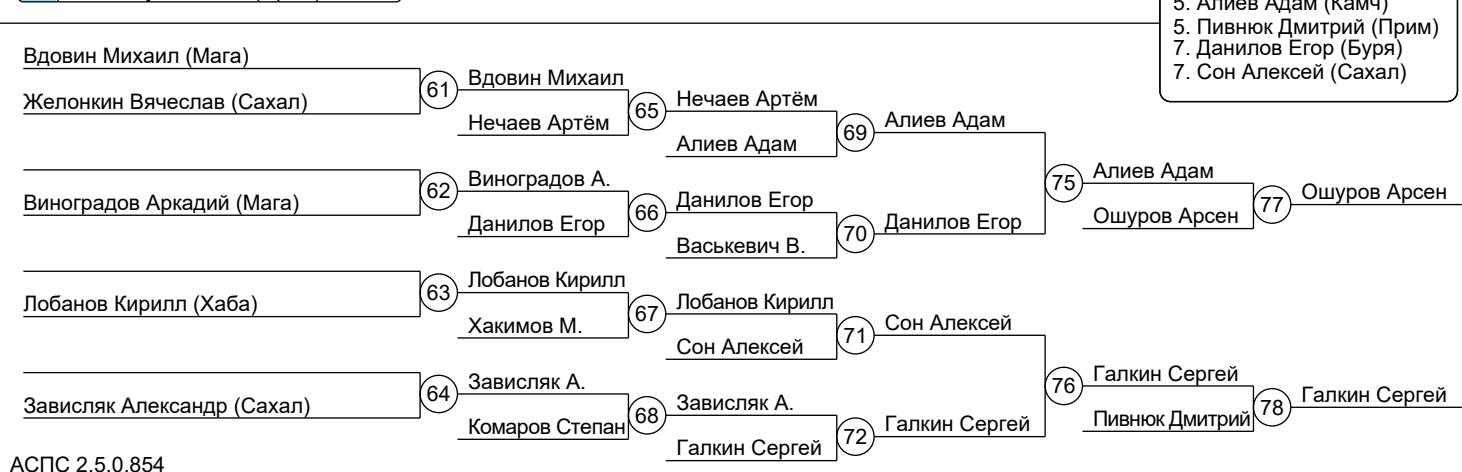 5. Алиев Адам (Камч)
5. Пивнюк Дмитрий (Прим)
7. Данилов Егор (Буря)
7. Сон Алексей (Сахал)
Вдовин Михаил (Мага)
Желонкин Вячеслав (Сахал)
61
Вдовин Михаил
Нечаев Артём
65
Нечаев Артём
Алиев Адам
69
Алиев Адам
Виноградов Аркадий (Мага)
62
Виноградов А.
Данилов Егор
66
Данилов Егор
Васькевич В.
70
Данилов Егор
75
Алиев Адам
Ошуров Арсен
77
Ошуров Арсен
Лобанов Кирилл (Хаба)
63
Лобанов Кирилл
Хакимов М.
67
Лобанов Кирилл
Сон Алексей
71
Сон Алексей
Зависляк Александр (Сахал)
64
Зависляк А.
Комаров Степан
68
Зависляк А.
Галкин Сергей
72
Галкин Сергей
76
Галкин Сергей
Пивнюк Дмитрий
78
Галкин Сергей
АСПС 2.5.0.854